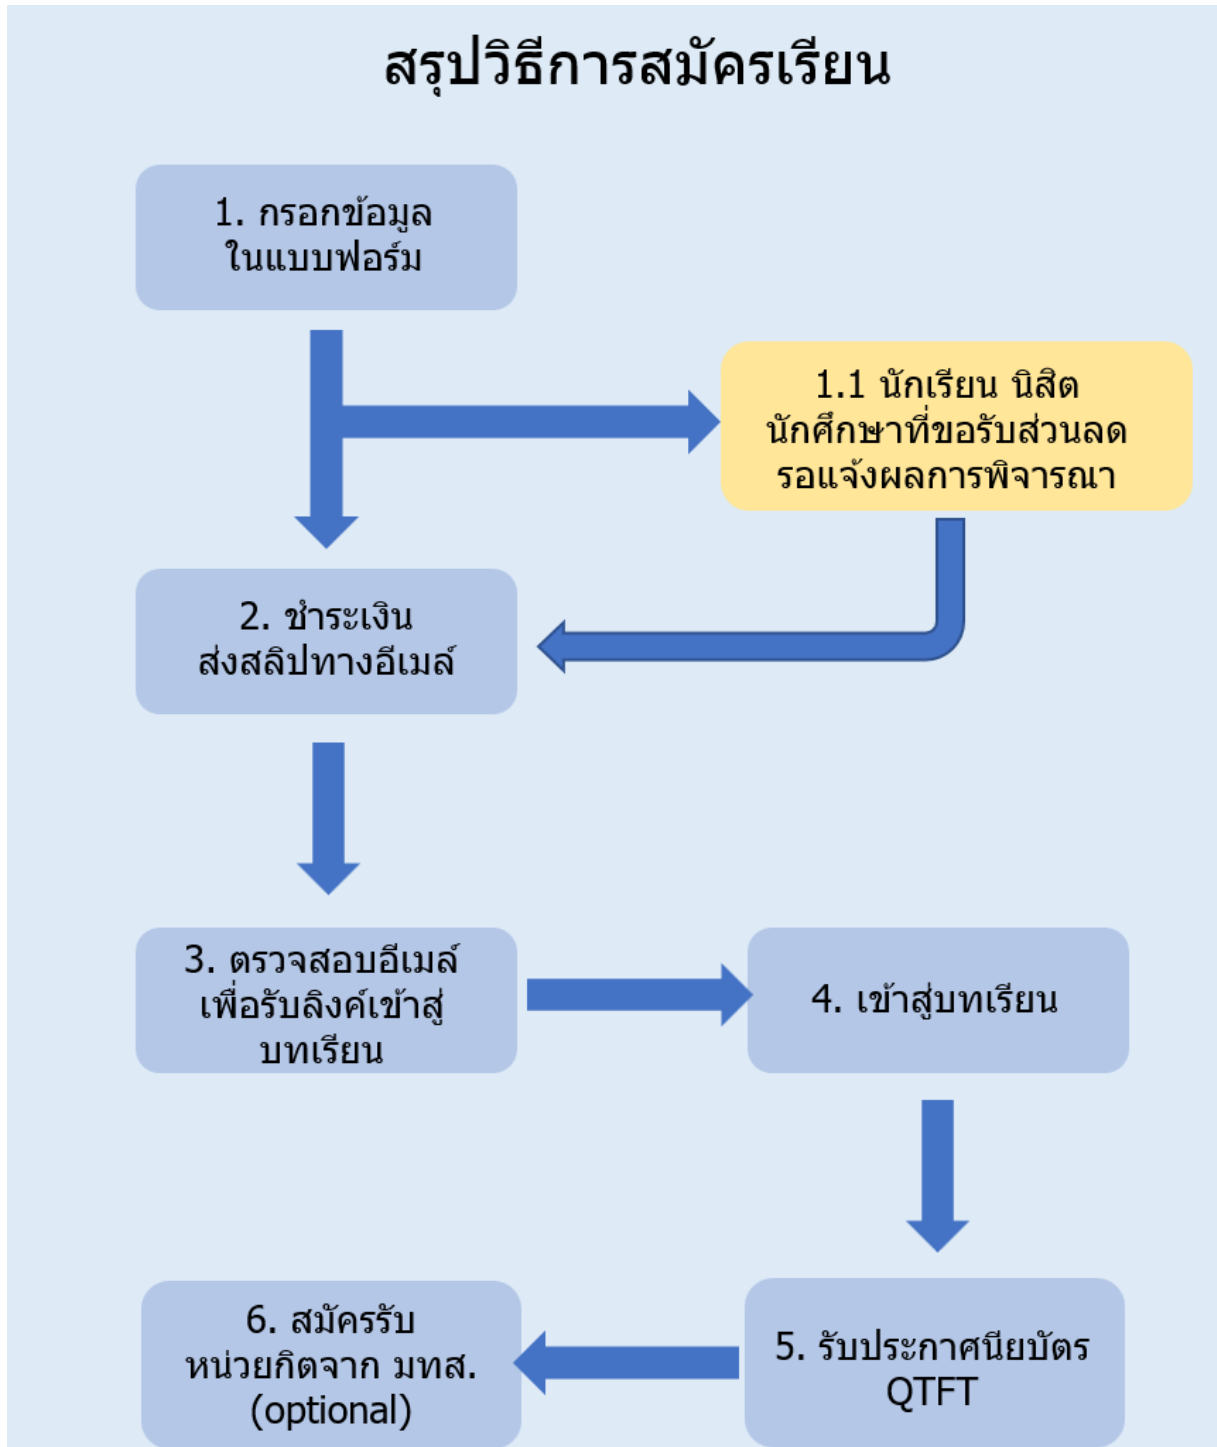 สรุปวิธีการสมัครเรียน
1. กรอกข้อมูล
ในแบบฟอร์ม
1.1 นักเรียน นิสิต
นักศึกษาที่ขอรับส่วนลด
รอแจ้งผลการพิจารณา
2. ชำระเงิน
ส่งสลิปทางอีเมล์
3. ตรวจสอบอีเมล์
เพื่อรับลิงค์เข้าสู่
บทเรียน
4. เข้าสู่บทเรียน
5. รับประกาศนียบัตร
QTFT
6. สมัครรับ
หน่วยกิตจาก มทส.
(optional)